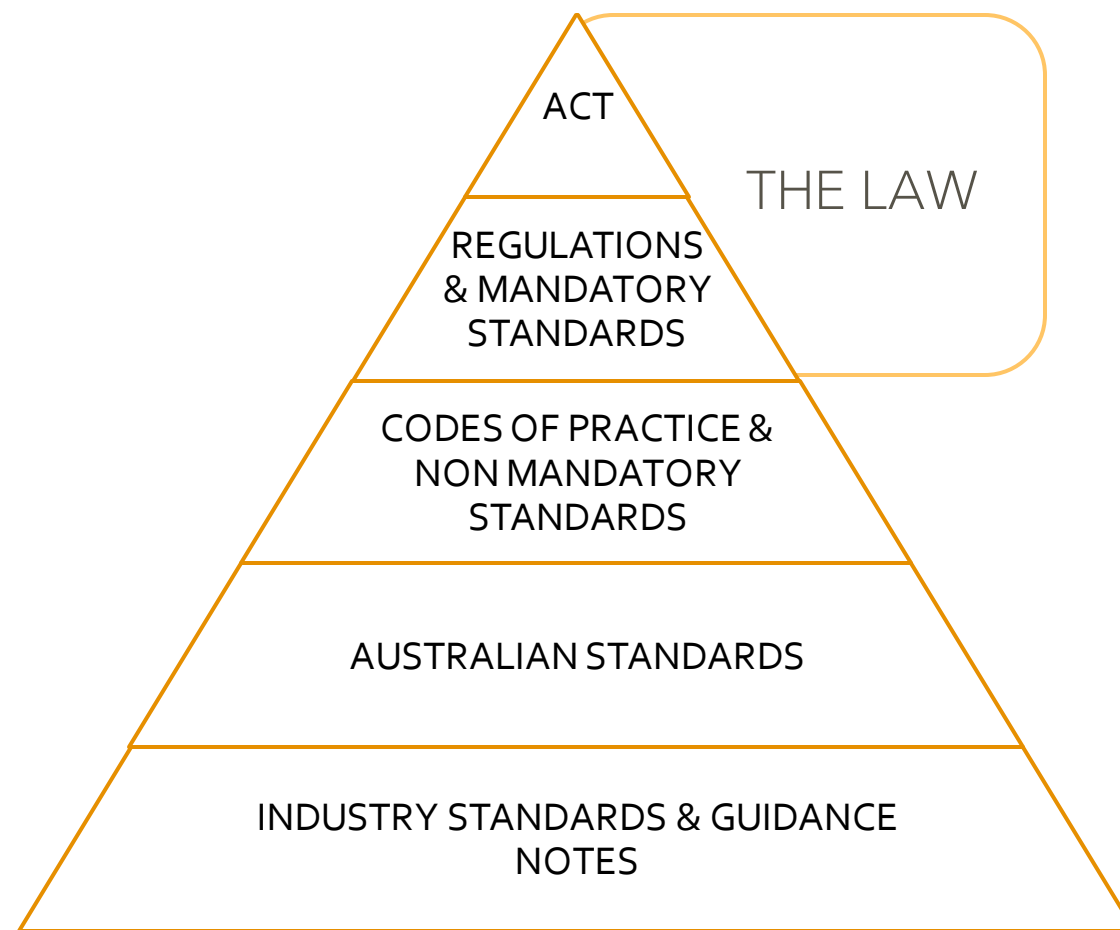 ACT
THE LAW
REGULATIONS
& MANDATORY
STANDARDS
CODES OF PRACTICE &
NON MANDATORY
STANDARDS
AUSTRALIAN STANDARDS
INDUSTRY STANDARDS & GUIDANCE
NOTES